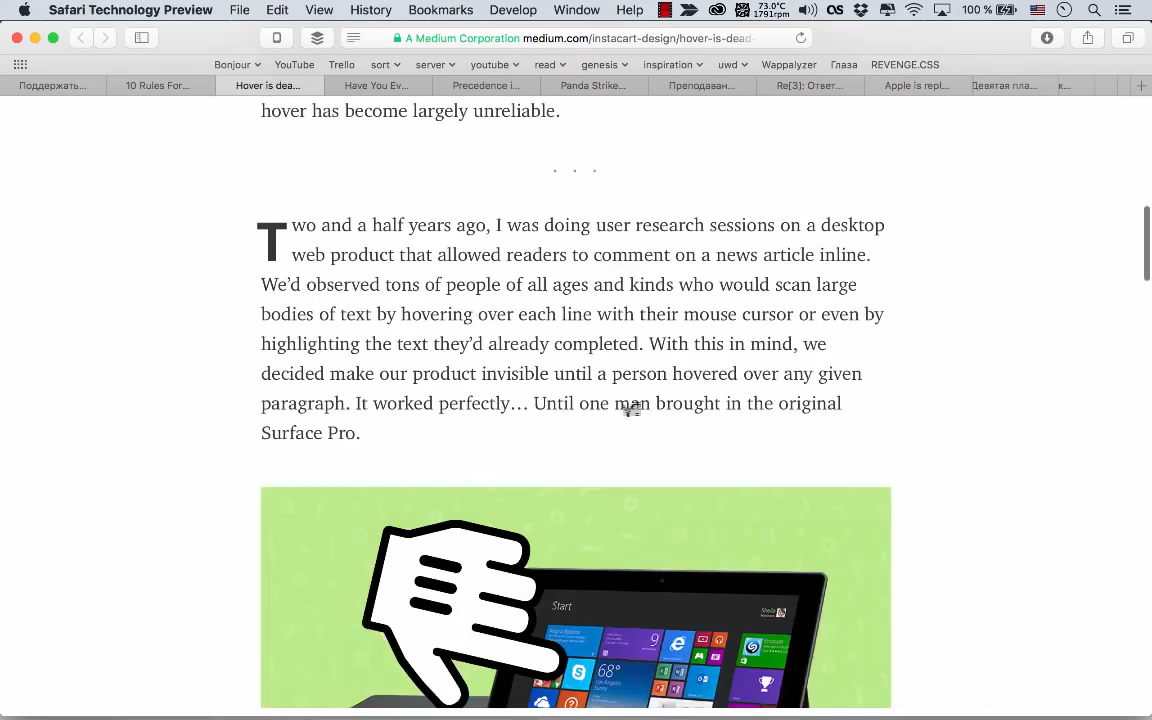 Safari Technology Preview File Edit View History Bookmarks Develop Window Help 73.0°C 1791rpm 100 %
A Medium Corporation medium.com/instacart-design/hover-is-dead-
Bonjour YouTube Trello sort server youtube read genesis inspiration uwd Wappalyzer Глаза REVENGE.CSS
Поддержать... 10 Rules For... Hover is dea... Have You Ev... Precedence i... Panda Strike... Преподаван... Re[3]: Ответ... Apple is repl... Девятая пла... к...
hover has become largely unreliable.
. . .
Two and a half years ago, I was doing user research sessions on a desktop
web product that allowed readers to comment on a news article inline.
We’d observed tons of people of all ages and kinds who would scan large
bodies of text by hovering over each line with their mouse cursor or even by
highlighting the text they’d already completed. With this in mind, we
decided make our product invisible until a person hovered over any given
paragraph. It worked perfectly… Until one brought in the original
Surface Pro.
Start Sheila
9
68°